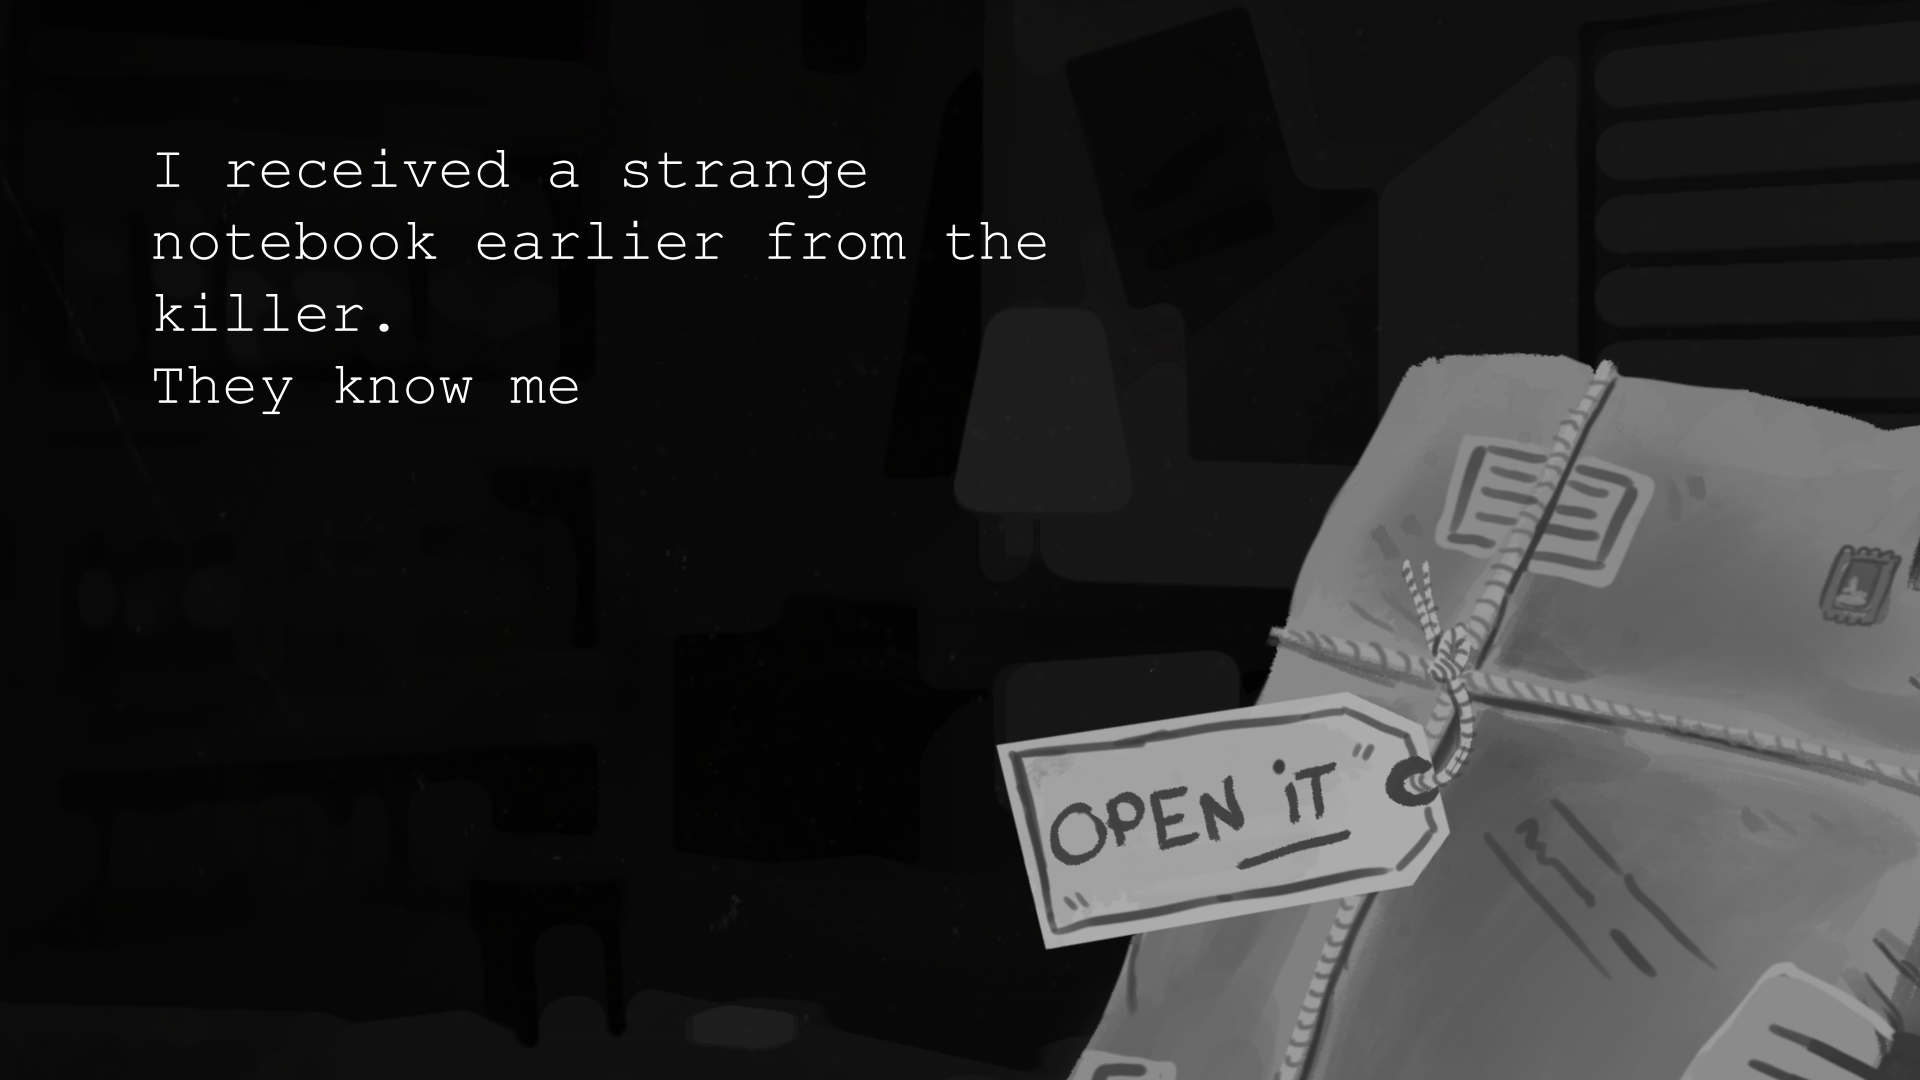 I received a strange
notebook earlier from the
killer.
They know me
OPEN iT